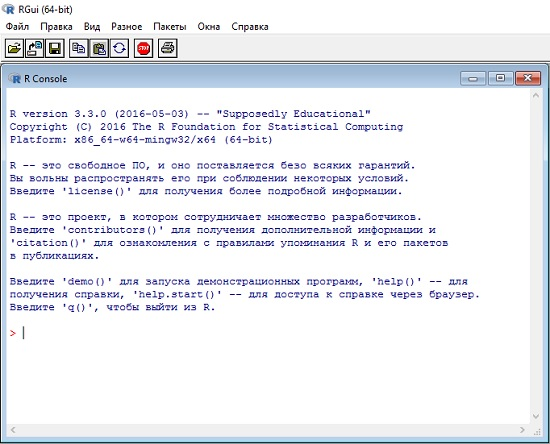 RGui (64-bit)
Файл Правка Вид Разное Пакеты Окна Справка
STOP
R Console
R version 3.3.0 (2016-05-03) -- "Supposedly Educational"
Copyright (C) 2016 The R Foundation for Statistical Computing
Platform: x86_64-w64-mingw32/x64 (64-bit)
R -- это свободное ПО, и оно поставляется безо всяких гарантий.
Вы вольны распространять его при соблюдении некоторых условий.
Введите 'license()' для получения более подробной информации.
R -- это проект, в котором сотрудничает множество разработчиков.
Введите 'contributors()' для получения дополнительной информации и
'citation()' для ознакомления с правилами упоминания R и его пакетов
в публикациях.
Введите 'demo()' для запуска демонстрационных программ, 'help()' -- для
получения справки, 'help.start()' -- для доступа к справке через браузер.
Введите 'q()', чтобы выйти из R.
>